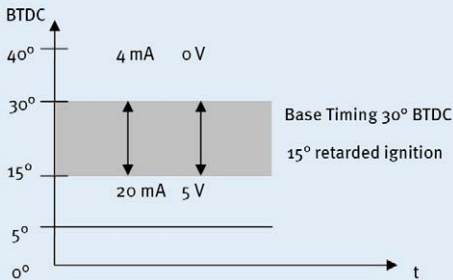 BTDC
40° 4 mA 0 V
30°
Base Timing 30° BTDC
15° retarded ignition
15°
20 mA 5 V
5°
0° t